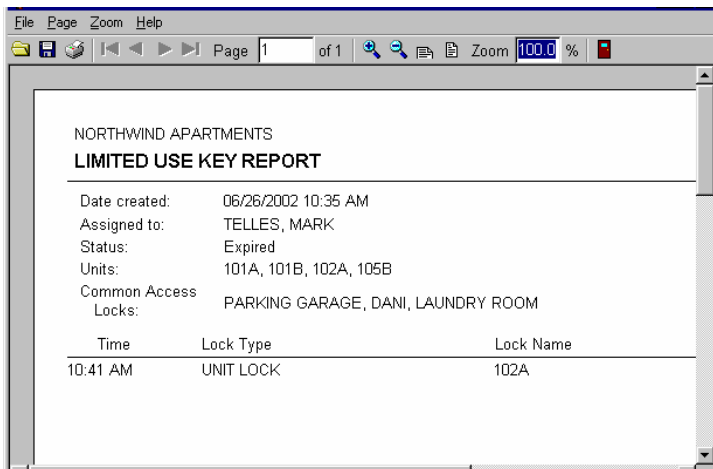 File Page Zoom Help
Page 1 of 1 Zoom 100.0 %
NORTHWIND APARTMENTS
LIMITED USE KEY REPORT
Date created: 06/26/2002 10:35 AM
Assigned to: TELLES, MARK
Status: Expired
Units: 101A, 101B, 102A, 105B
Common Access
Locks: PARKING GARAGE, DANI, LAUNDRY ROOM
Time Lock Type Lock Name
10:41 AM UNIT LOCK 102A